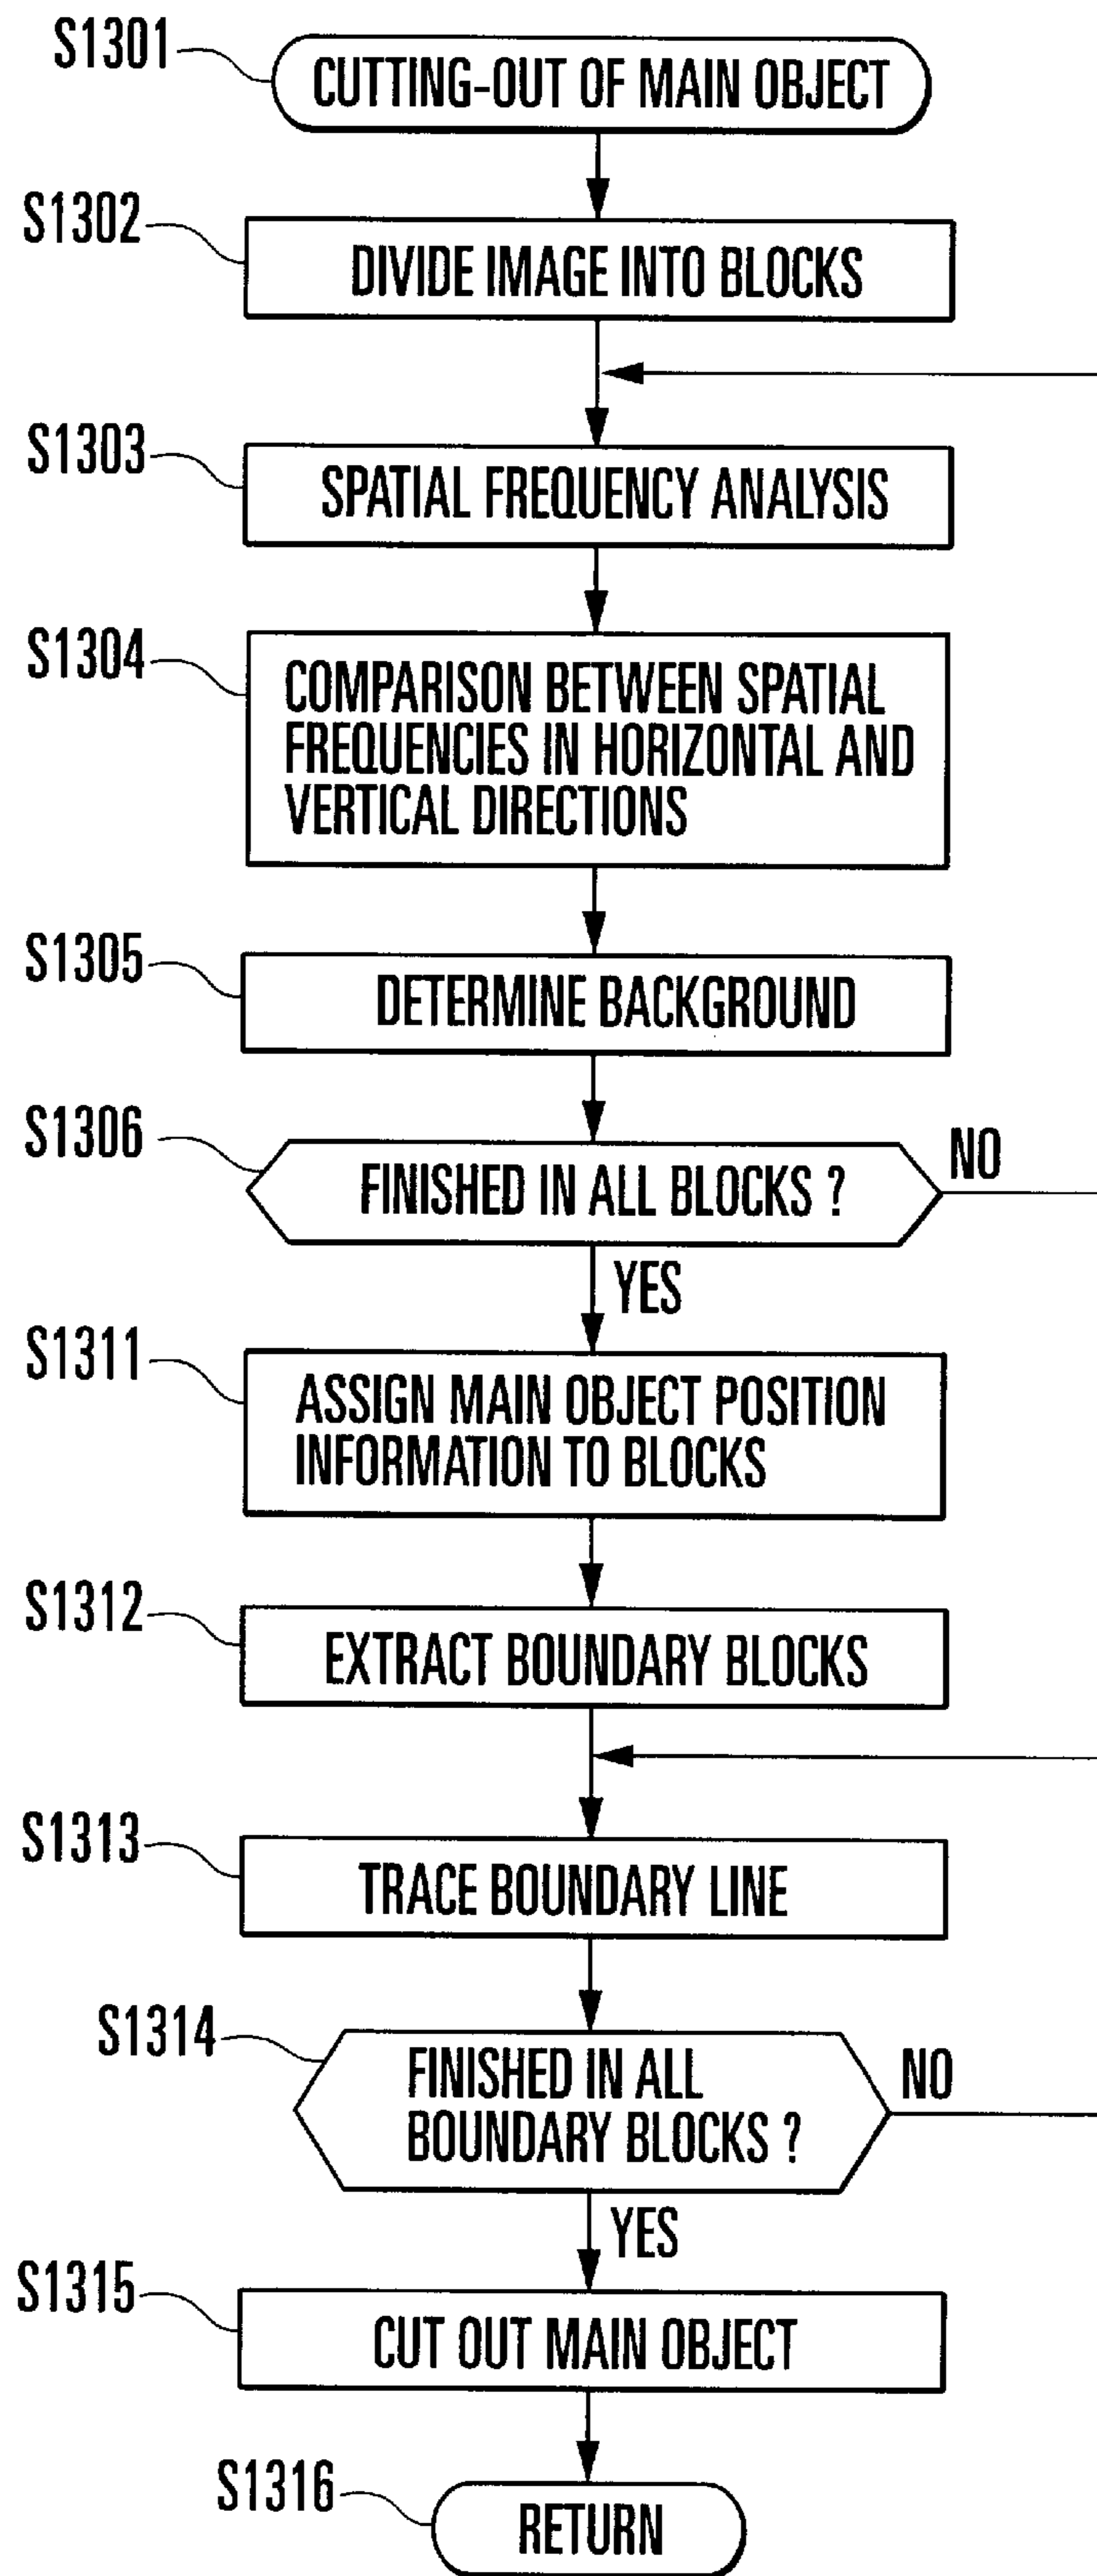 S1301
CUTTING-OUT OF MAIN OBJECT
S1302
DIVIDE IMAGE INTO BLOCKS
S1303
SPATIAL FREQUENCY ANALYSIS
S1304
COMPARISON BETWEEN SPATIAL
FREQUENCIES IN HORIZONTAL AND
VERTICAL DIRECTIONS
S1305
DETERMINE BACKGROUND
S1306
FINISHED IN ALL BLOCKS ?
NO
YES
S1311
ASSIGN MAIN OBJECT POSITION
INFORMATION TO BLOCKS
S1312
EXTRACT BOUNDARY BLOCKS
S1313
TRACE BOUNDARY LINE
S1314
FINISHED IN ALL
BOUNDARY BLOCKS ?
NO
YES
S1315
CUT OUT MAIN OBJECT
S1316
RETURN